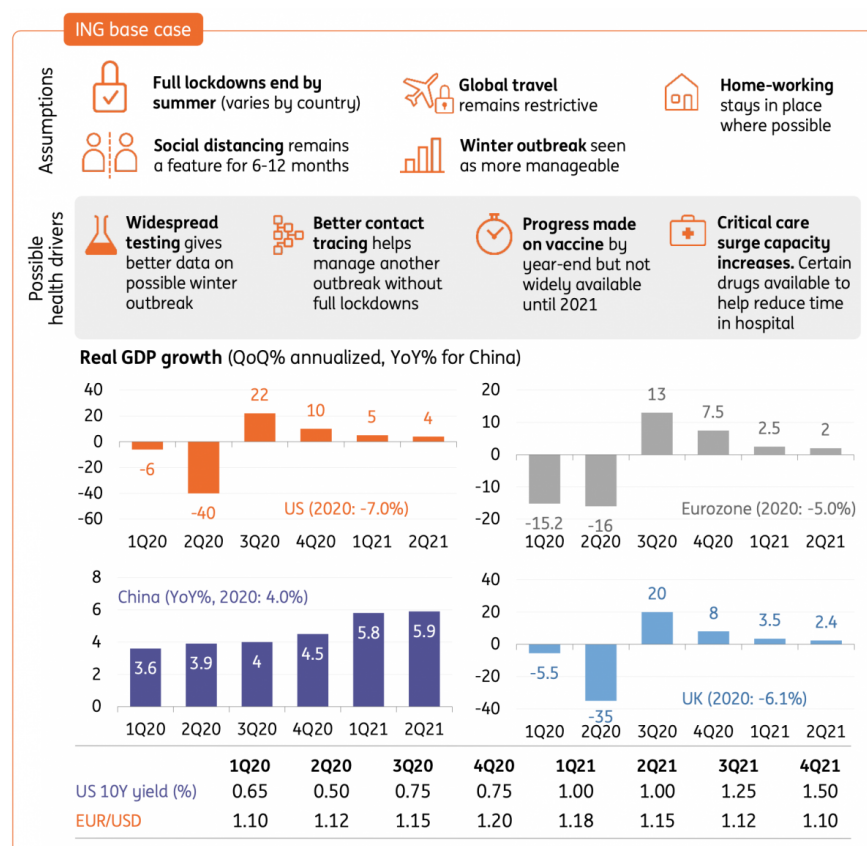 ING base case
Assumptions
Full lockdowns end by
summer (varies by country)
Global travel
remains restrictive
Home-working
stays in place
where possible
Social distancing remains
a feature for 6-12 months
Winter outbreak seen
as more manageable
Possible
health drivers
Widespread
testing gives
better data on
possible winter
outbreak
Better contact
tracing helps
manage another
outbreak without
full lockdowns
Progress made
on vaccine by
year-end but not
widely available
until 2021
Critical care
surge capacity
increases. Certain
drugs available to
help reduce time
in hospital
Real GDP growth (QoQ% annualized, YoY% for China)
40
20
0
-20
-40
-60
-6
-40
22
10
5
4
US (2020: -7.0%)
1Q20 2Q20 3Q20 4Q20 1Q21 2Q21
20
10
0
-10
-20
-15.2
-16
13
7.5
2.5
2
Eurozone (2020: -5.0%)
1Q20 2Q20 3Q20 4Q20 1Q21 2Q21
8
6
4
2
0
China (YoY%, 2020: 4.0%)
3.6
3.9
4
4.5
5.8
5.9
1Q20 2Q20 3Q20 4Q20 1Q21 2Q21
40
20
0
-20
-40
-5.5
-35
20
8
3.5
2.4
UK (2020: -6.1%)
1Q20 2Q20 3Q20 4Q20 1Q21 2Q21
1Q20 2Q20 3Q20 4Q20 1Q21 2Q21 3Q21 4Q21
US 10Y yield (%) 0.65 0.50 0.75 0.75 1.00 1.00 1.25 1.50
EUR/USD 1.10 1.12 1.15 1.20 1.18 1.15 1.12 1.10